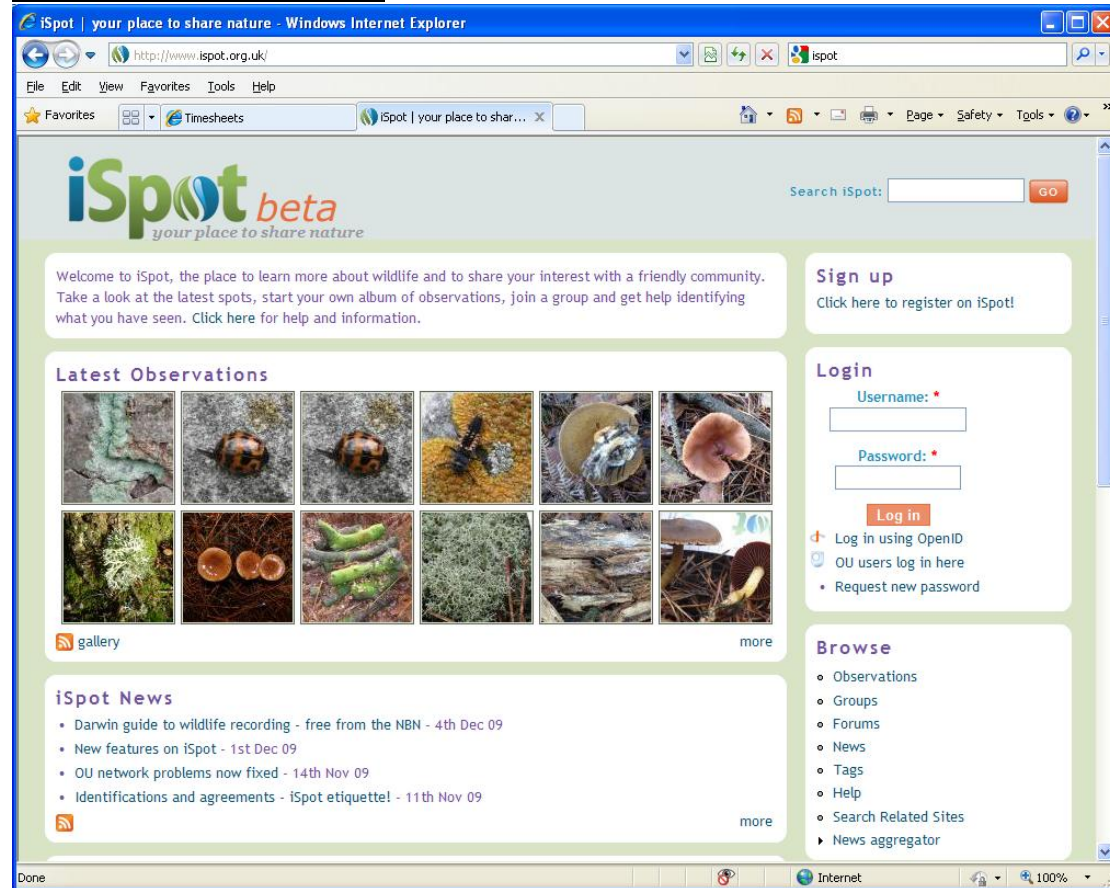 iSpot | your place to share nature - Windows Internet Explorer
http://www.ispot.org.uk/
ispot
File Edit View Favorites Tools Help
Favorites
Timesheets
iSpot | your place to shar... X
Page Safety Tools
»
iSpot beta
your place to share nature
Search iSpot:
GO
Welcome to iSpot, the place to learn more about wildlife and to share your interest with a friendly community.
Take a look at the latest spots, start your own album of observations, join a group and get help identifying
what you have seen. Click here for help and information.
Latest Observations
gallery
more
iSpot News
• Darwin guide to wildlife recording - free from the NBN - 4th Dec 09
• New features on iSpot - 1st Dec 09
• OU network problems now fixed - 14th Nov 09
• Identifications and agreements - iSpot etiquette! - 11th Nov 09
more
Sign up
Click here to register on iSpot!
Login
Username: *
Password: *
Log in
Log in using OpenID
OU users log in here
• Request new password
Browse
Observations
Groups
Forums
News
Tags
Help
Search Related Sites
News aggregator
Done
Internet
100%